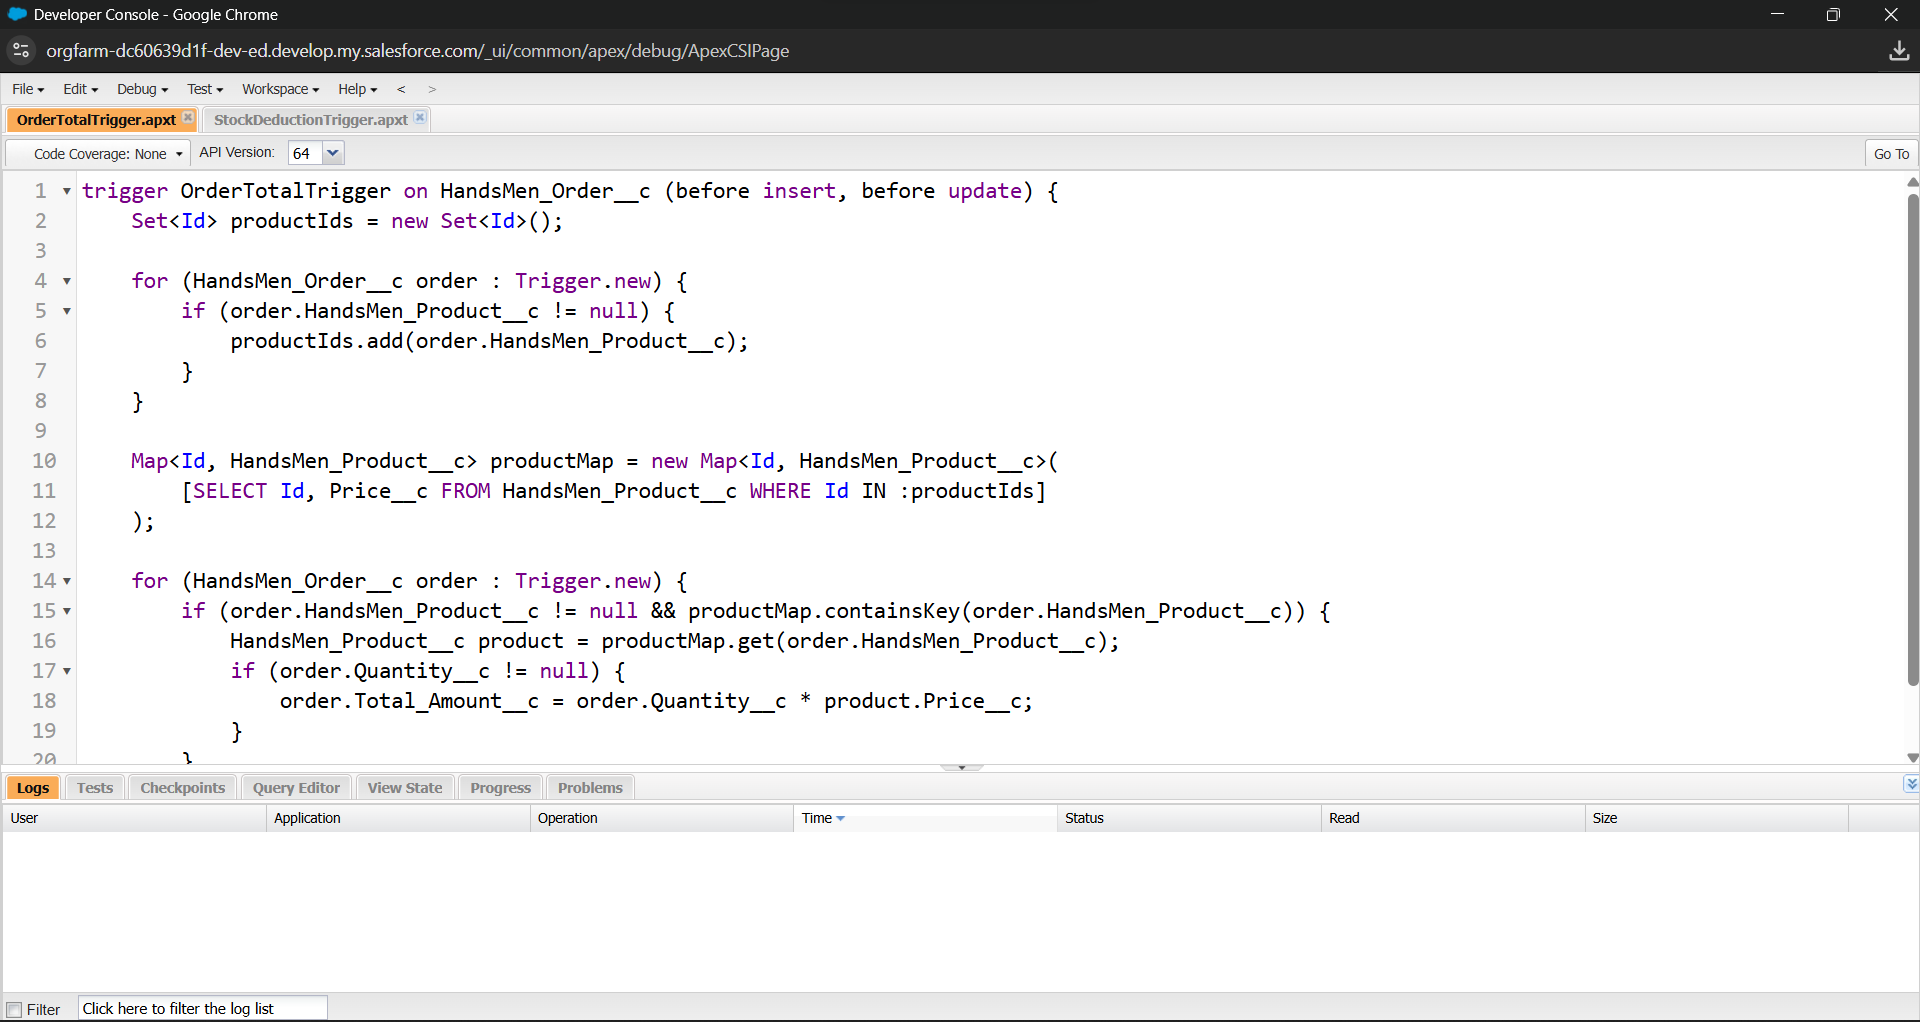 Developer Console - Google Chrome
orgfarm-dc60639d1f-dev-ed.develop.my.salesforce.com/_ui/common/apex/debug/ApexCSIPage
File Edit Debug Test Workspace Help < >
OrderTotalTrigger.apxt StockDeductionTrigger.apxt
Code Coverage: None API Version: 64 Go To
1 trigger OrderTotalTrigger on HandsMen_Order__c (before insert, before update) {
2 Set<Id> productIds = new Set<Id>();
3
4 for (HandsMen_Order__c order : Trigger.new) {
5 if (order.HandsMen_Product__c != null) {
6 productIds.add(order.HandsMen_Product__c);
7 }
8 }
9
10 Map<Id, HandsMen_Product__c> productMap = new Map<Id, HandsMen_Product__c>(
11 [SELECT Id, Price__c FROM HandsMen_Product__c WHERE Id IN :productIds]
12 );
13
14 for (HandsMen_Order__c order : Trigger.new) {
15 if (order.HandsMen_Product__c != null && productMap.containsKey(order.HandsMen_Product__c)) {
16 HandsMen_Product__c product = productMap.get(order.HandsMen_Product__c);
17 if (order.Quantity__c != null) {
18 order.Total_Amount__c = order.Quantity__c * product.Price__c;
19 }
20 }
Logs Tests Checkpoints Query Editor View State Progress Problems
User Application Operation Time Status Read Size
Filter Click here to filter the log list